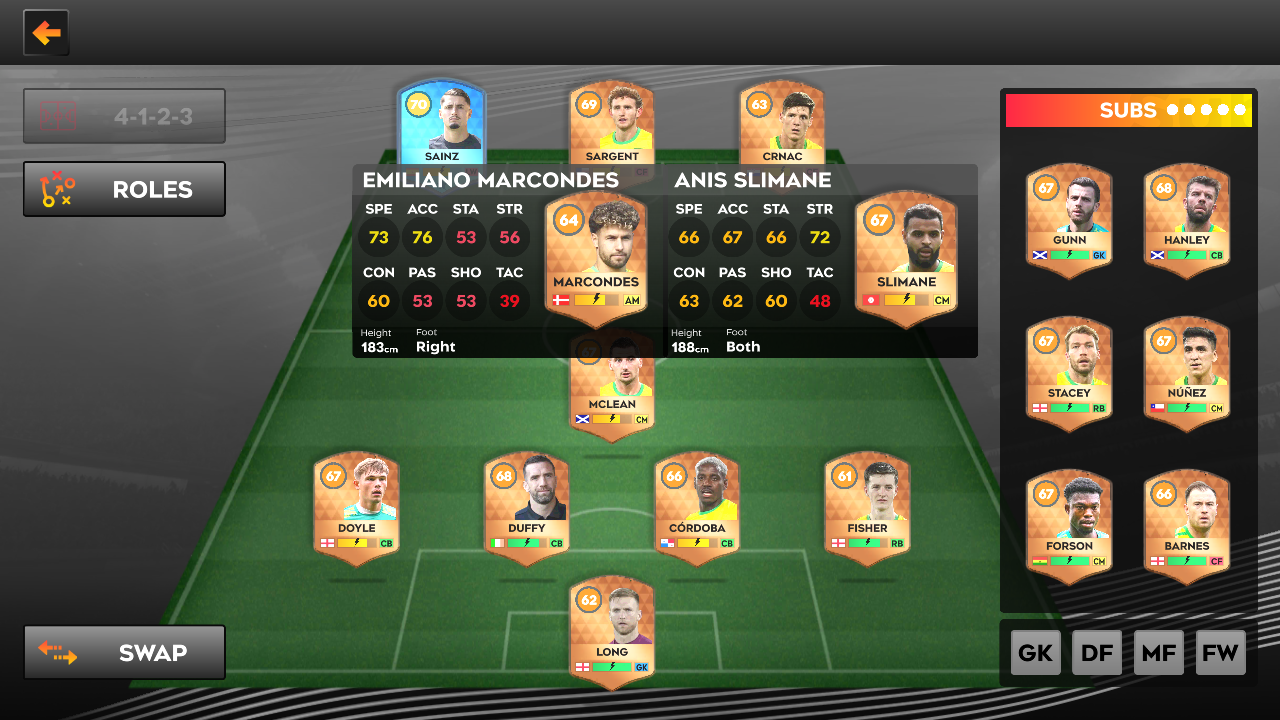 4-1-2-3
ROLES
SWAP
70
SAINZ
69
SARGENT
63
CRNAC
EMILIANO MARCONDES
SPE ACC STA STR
73 76 53 56
CON PAS SHO TAC
60 53 53 39
Height Foot
183cm Right
64
MARCONDES
AM
ANIS SLIMANE
SPE ACC STA STR
66 67 66 72
CON PAS SHO TAC
63 62 60 48
Height Foot
188cm Both
67
SLIMANE
CM
67
MCLEAN
CM
67
DOYLE
CB
68
DUFFY
CB
66
CÓRDOBA
CB
61
FISHER
RB
62
LONG
GK
SUBS
67
GUNN
GK
68
HANLEY
CB
67
STACEY
RB
67
NÚÑEZ
CM
67
FORSON
CM
66
BARNES
CF
GK DF MF FW